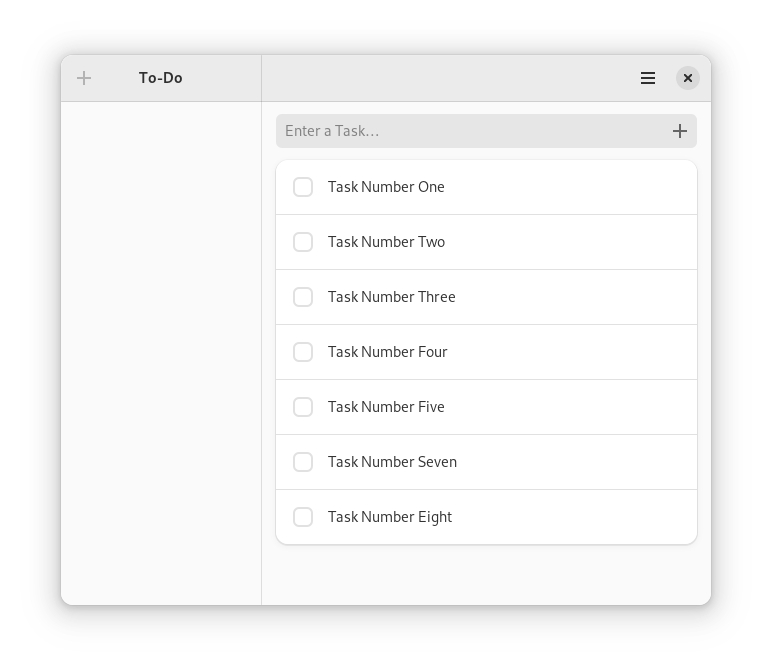 To-Do
Enter a Task…
Task Number One
Task Number Two
Task Number Three
Task Number Four
Task Number Five
Task Number Seven
Task Number Eight